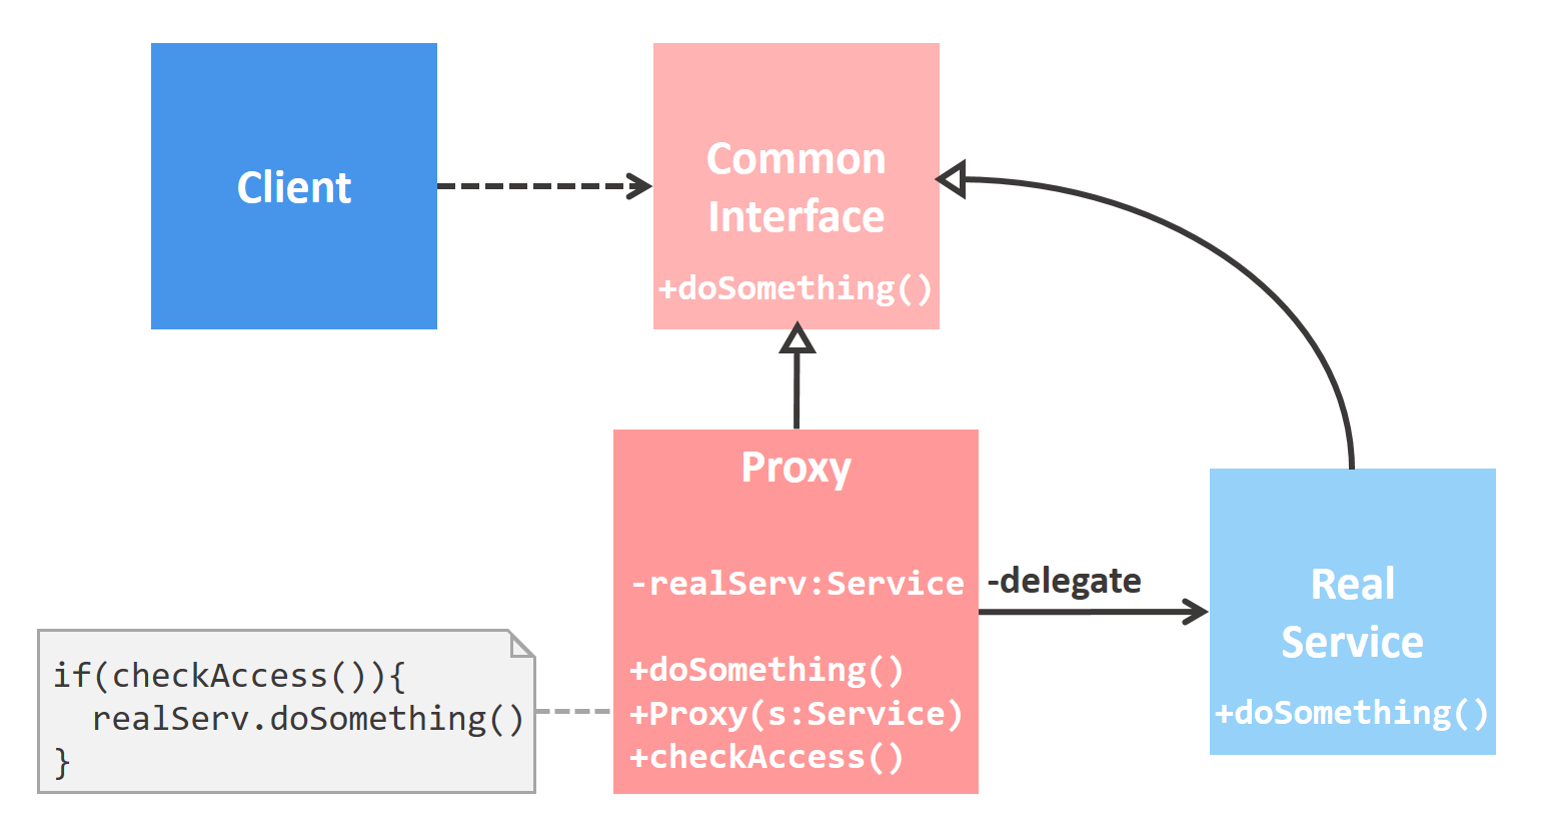 Client
Common
Interface
+doSomething()
Proxy
-realServ:Service
+doSomething()
+Proxy(s:Service)
+checkAccess()
-delegate
Real
Service
+doSomething()
if(checkAccess()){
  realServ.doSomething()
}